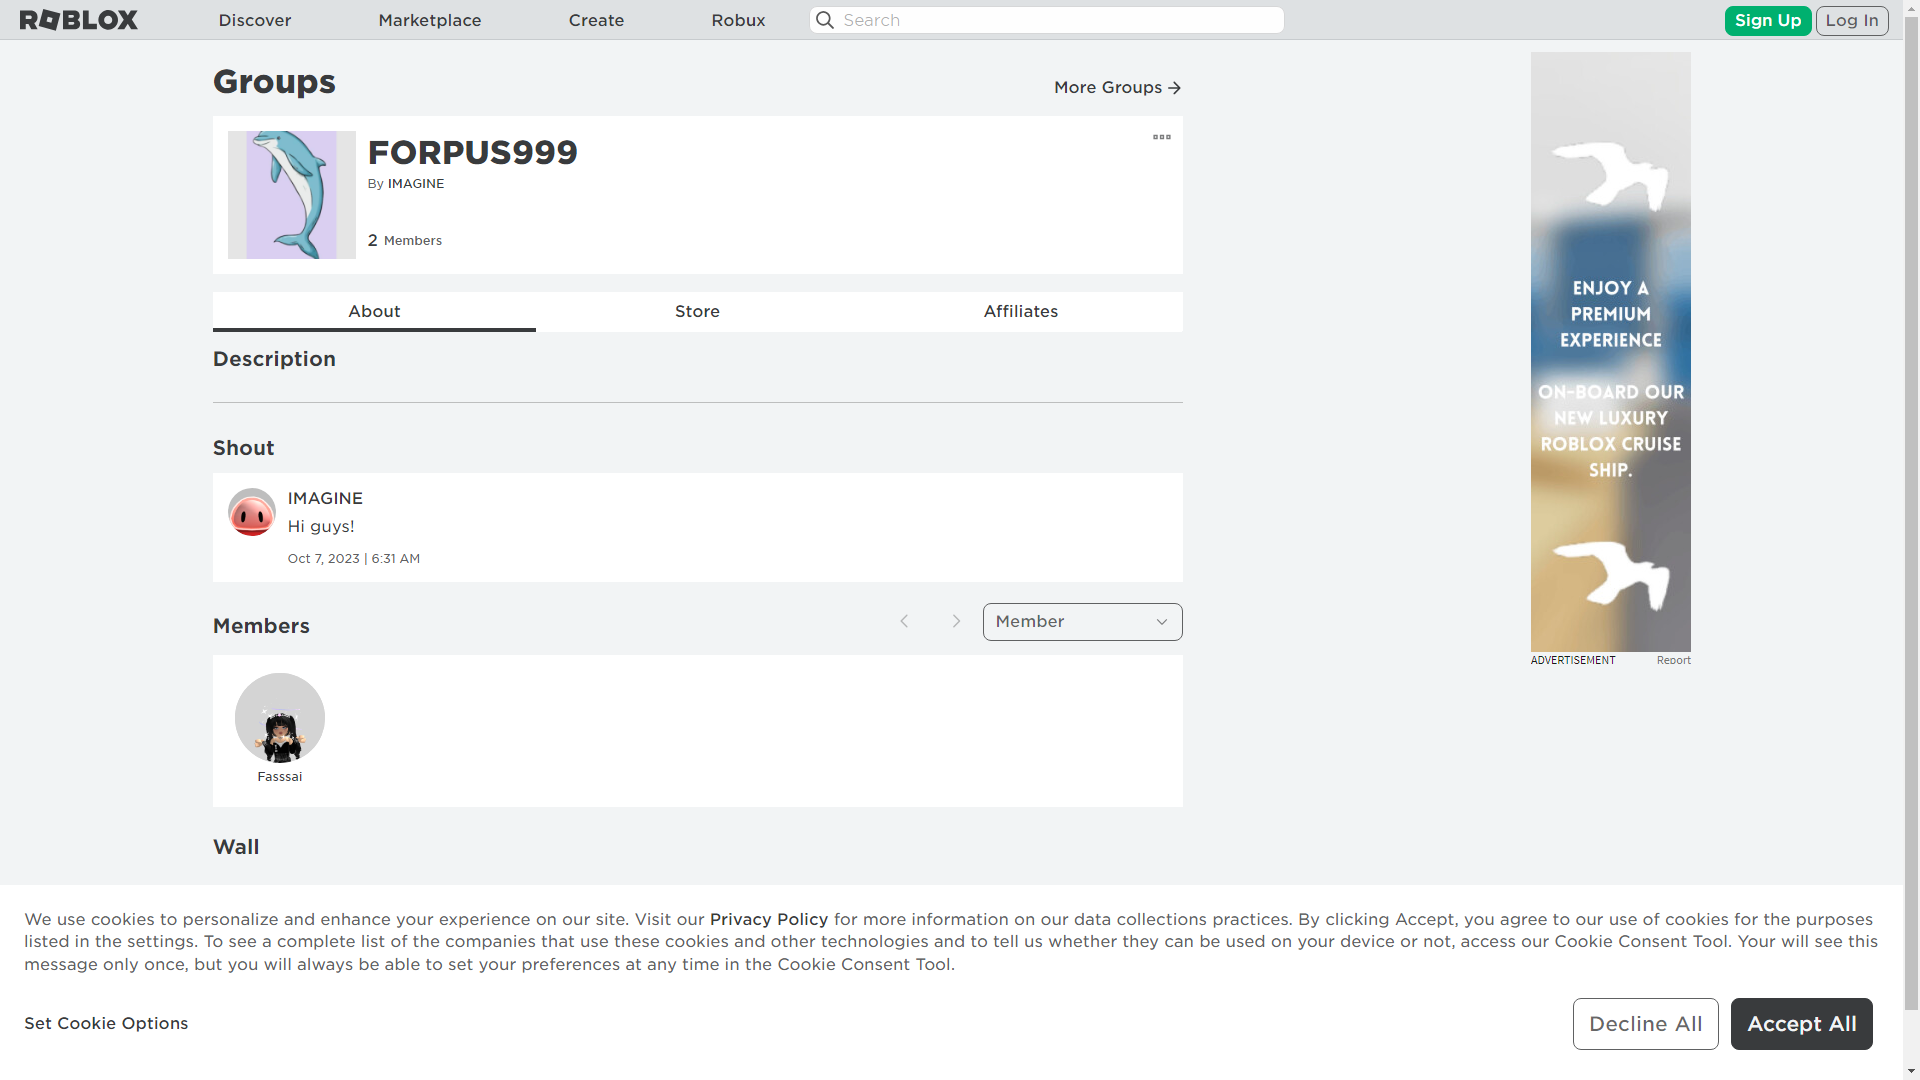 ROBLOX
Discover
Marketplace
Create
Robux
Search
Sign Up
Log In
Groups
More Groups
FORPUS999
By IMAGINE
2 Members
About
Store
Affiliates
Description
Shout
IMAGINE
Hi guys!
Oct 7, 2023 | 6:31 AM
Members
Member
Fasssai
Wall
ENJOY A
PREMIUM
EXPERIENCE
ON-BOARD OUR
NEW LUXURY
ROBLOX CRUISE
SHIP.
ADVERTISEMENT
Report
We use cookies to personalize and enhance your experience on our site. Visit our Privacy Policy for more information on our data collections practices. By clicking Accept, you agree to our use of cookies for the purposes
listed in the settings. To see a complete list of the companies that use these cookies and other technologies and to tell us whether they can be used on your device or not, access our Cookie Consent Tool. Your will see this
message only once, but you will always be able to set your preferences at any time in the Cookie Consent Tool.
Set Cookie Options
Decline All
Accept All